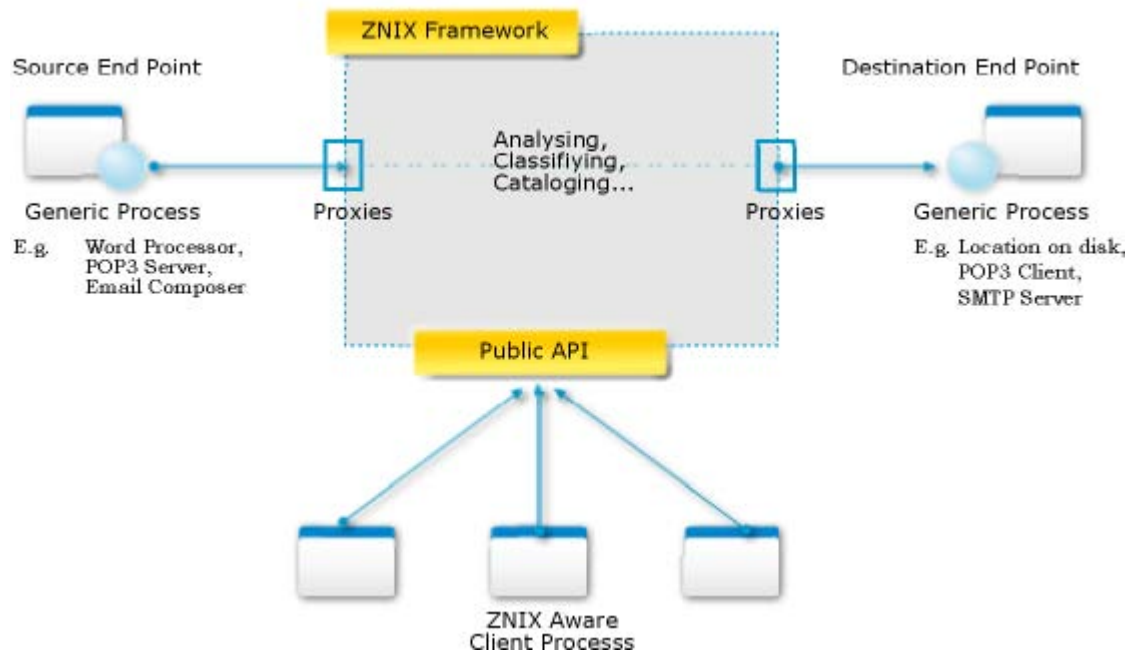 ZNIX Framework
Source End Point
Destination End Point
Analysing,
Classifiying,
Cataloging...
Generic Process
Proxies
Proxies
Generic Process
E.g. Word Processor,
POP3 Server,
Email Composer
E.g. Location on disk,
POP3 Client,
SMTP Server
Public API
ZNIX Aware
Client Processs